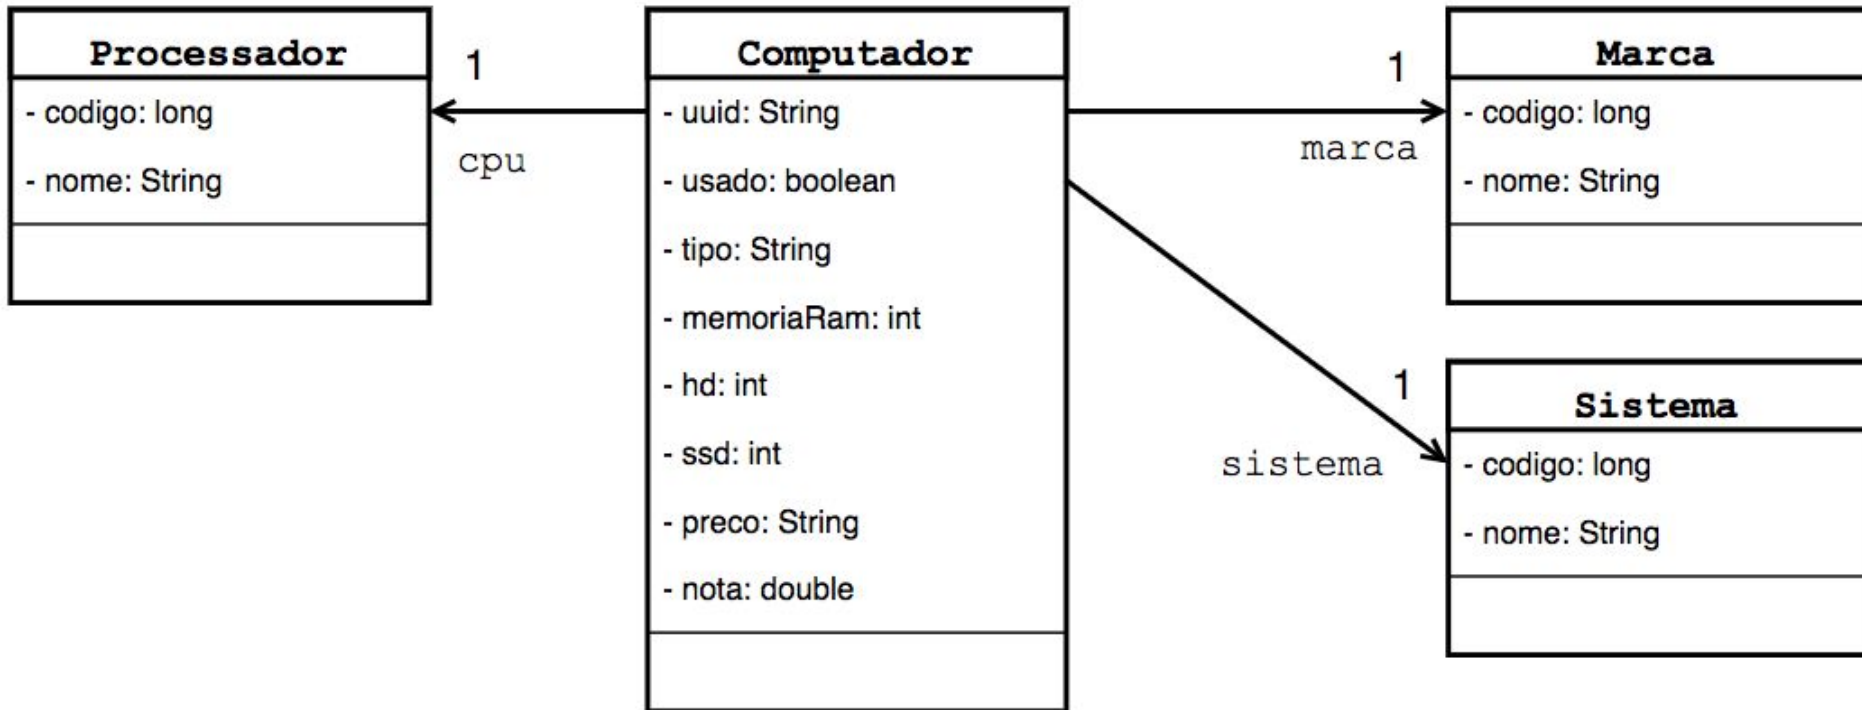 Processador
- codigo: long
- nome: String
1
cpu
Computador
- uuid: String
- usado: boolean
- tipo: String
- memoriaRam: int
- hd: int
- ssd: int
- preco: String
- nota: double
1
marca
Marca
- codigo: long
- nome: String
1
sistema
Sistema
- codigo: long
- nome: String